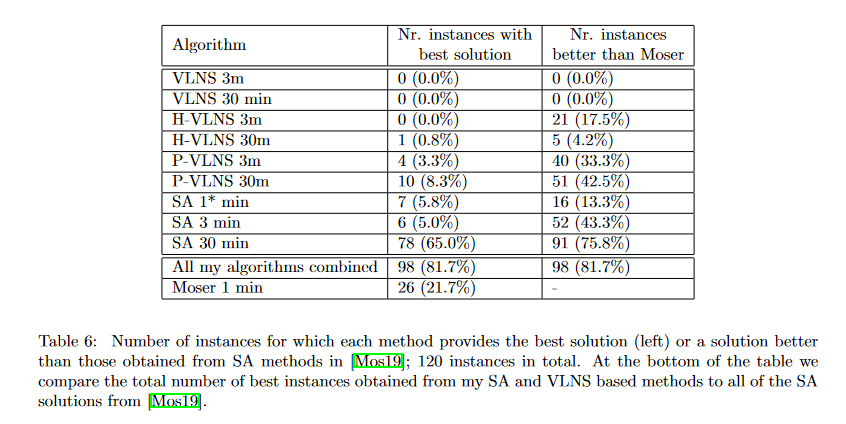 Algorithm Nr. instances with best solution Nr. instances better than Moser
VLNS 3m 0 (0.0%) 0 (0.0%)
VLNS 30 min 0 (0.0%) 0 (0.0%)
H-VLNS 3m 0 (0.0%) 21 (17.5%)
H-VLNS 30m 1 (0.8%) 5 (4.2%)
P-VLNS 3m 4 (3.3%) 40 (33.3%)
P-VLNS 30m 10 (8.3%) 51 (42.5%)
SA 1* min 7 (5.8%) 16 (13.3%)
SA 3 min 6 (5.0%) 52 (43.3%)
SA 30 min 78 (65.0%) 91 (75.8%)
All my algorithms combined 98 (81.7%) 98 (81.7%)
Moser 1 min 26 (21.7%) -
Table 6: Number of instances for which each method provides the best solution (left) or a solution better
than those obtained from SA methods in [Mos19]; 120 instances in total. At the bottom of the table we
compare the total number of best instances obtained from my SA and VLNS based methods to all of the SA
solutions from [Mos19].